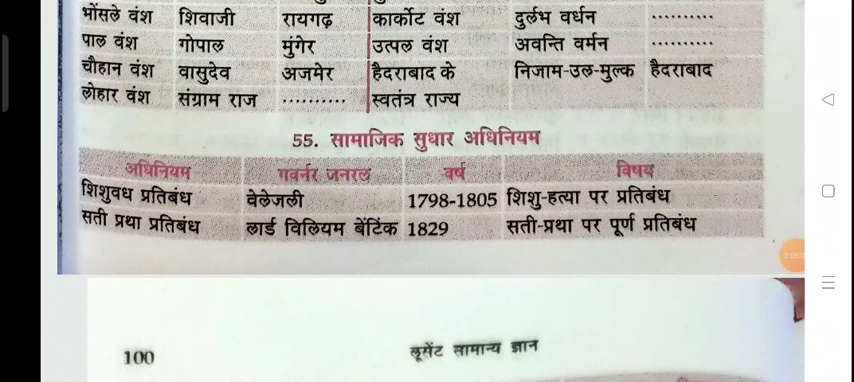 भोंसले वंश शिवाजी रायगढ़ कार्कोट वंश दुर्लभ वर्धन ..........
पाल वंश गोपाल मुंगेर उत्पल वंश अवन्ति वर्मन ..........
चौहान वंश वासुदेव अजमेर हैदराबाद के निजाम-उल-मुल्क हैदराबाद
लोहार वंश संग्राम राज .......... स्वतंत्र राज्य
55. सामाजिक सुधार अधिनियम
अधिनियम गवर्नर जनरल वर्ष विषय
शिशुवध प्रतिबंध वेलेजली 1798-1805 शिशु-हत्या पर प्रतिबंध
सती प्रथा प्रतिबंध लार्ड विलियम बेंटिंक 1829 सती-प्रथा पर पूर्ण प्रतिबंध
100 लूसेंट सामान्य ज्ञान